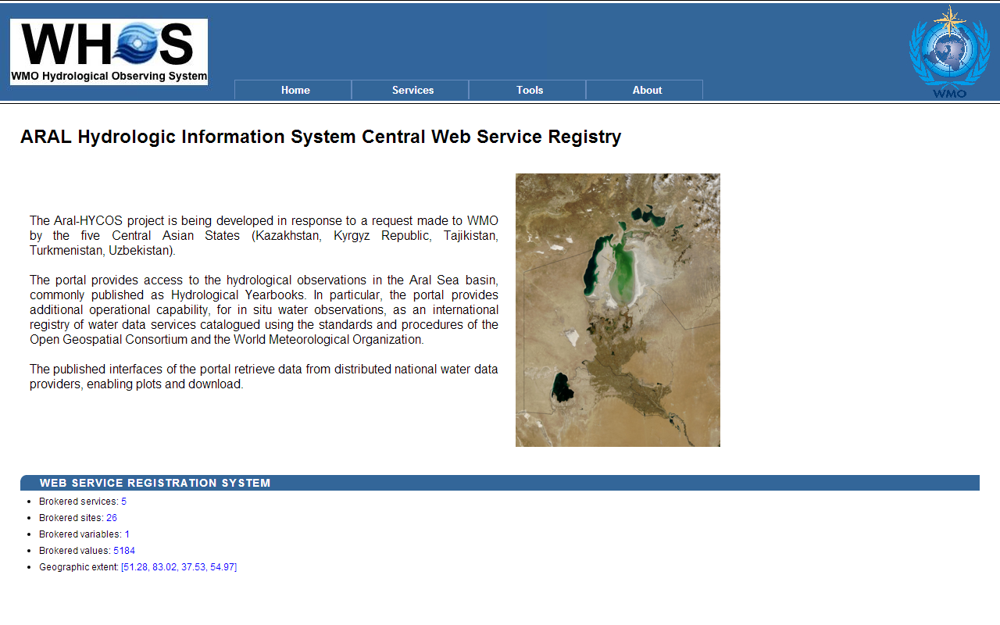 WHOS
WMO Hydrological Observing System
WMO
Home
Services
Tools
About
ARAL Hydrologic Information System Central Web Service Registry
The Aral-HYCOS project is being developed in response to a request made to WMO
by the five Central Asian States (Kazakhstan, Kyrgyz Republic, Tajikistan,
Turkmenistan, Uzbekistan).
The portal provides access to the hydrological observations in the Aral Sea basin,
commonly published as Hydrological Yearbooks. In particular, the portal provides
additional operational capability, for in situ water observations, as an international
registry of water data services catalogued using the standards and procedures of the
Open Geospatial Consortium and the World Meteorological Organization.
The published interfaces of the portal retrieve data from distributed national water data
providers, enabling plots and download.
WEB SERVICE REGISTRATION SYSTEM
Brokered services: 5
Brokered sites: 26
Brokered variables: 1
Brokered values: 5184
Geographic extent: [51.28, 83.02, 37.53, 54.97]